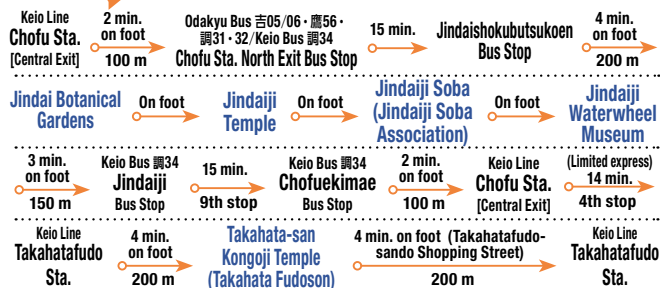 Keio Line
Chofu Sta.
[Central Exit]
2 min.
on foot
100 m
Odakyu Bus 吉05/06・鷹56・
調31・32/Keio Bus 調34
Chofu Sta. North Exit Bus Stop
15 min.
Jindaishokubutsukoen
Bus Stop
4 min.
on foot
200 m
Jindai Botanical
Gardens
On foot
Jindaiji
Temple
On foot
Jindaiji Soba
(Jindaiji Soba
Association)
On foot
Jindaiji
Waterwheel
Museum
3 min.
on foot
150 m
Keio Bus 調34
Jindaiji
Bus Stop
15 min.
9th stop
Keio Bus 調34
Chofuekimae
Bus Stop
2 min.
on foot
100 m
Keio Line
Chofu Sta.
[Central Exit]
(Limited express)
14 min.
4th stop
Keio Line
Takahatafudo
Sta.
4 min.
on foot
200 m
Takahata-san
Kongoji Temple
(Takahata Fudoson)
4 min. on foot (Takahatafudo-
sando Shopping Street)
200 m
Keio Line
Takahatafudo
Sta.